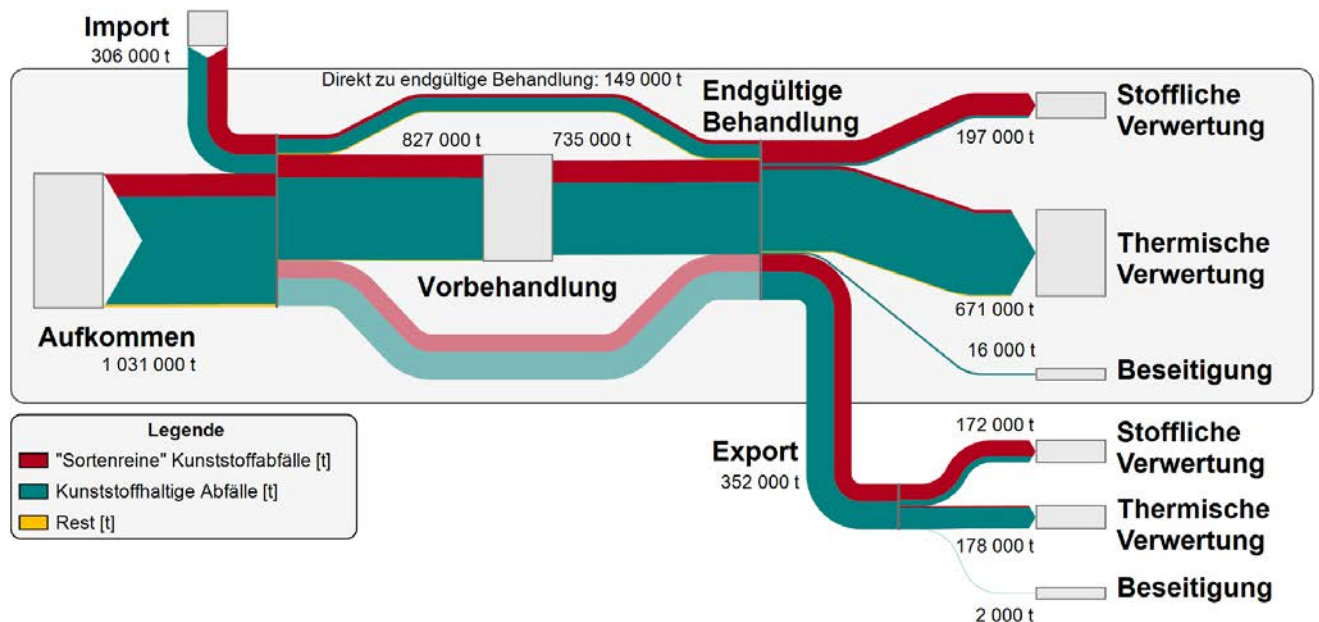 Import
306 000 t
Direkt zu endgültige Behandlung: 149 000 t
827 000 t
735 000 t
Endgültige
Behandlung
Stoffliche
Verwertung
197 000 t
Vorbehandlung
Thermische
Verwertung
671 000 t
Aufkommen
1 031 000 t
16 000 t
Beseitigung
Legende
"Sortenreine" Kunststoffabfälle [t]
Kunststoffhaltige Abfälle [t]
Rest [t]
Export
352 000 t
172 000 t
Stoffliche
Verwertung
Thermische
Verwertung
178 000 t
Beseitigung
2 000 t